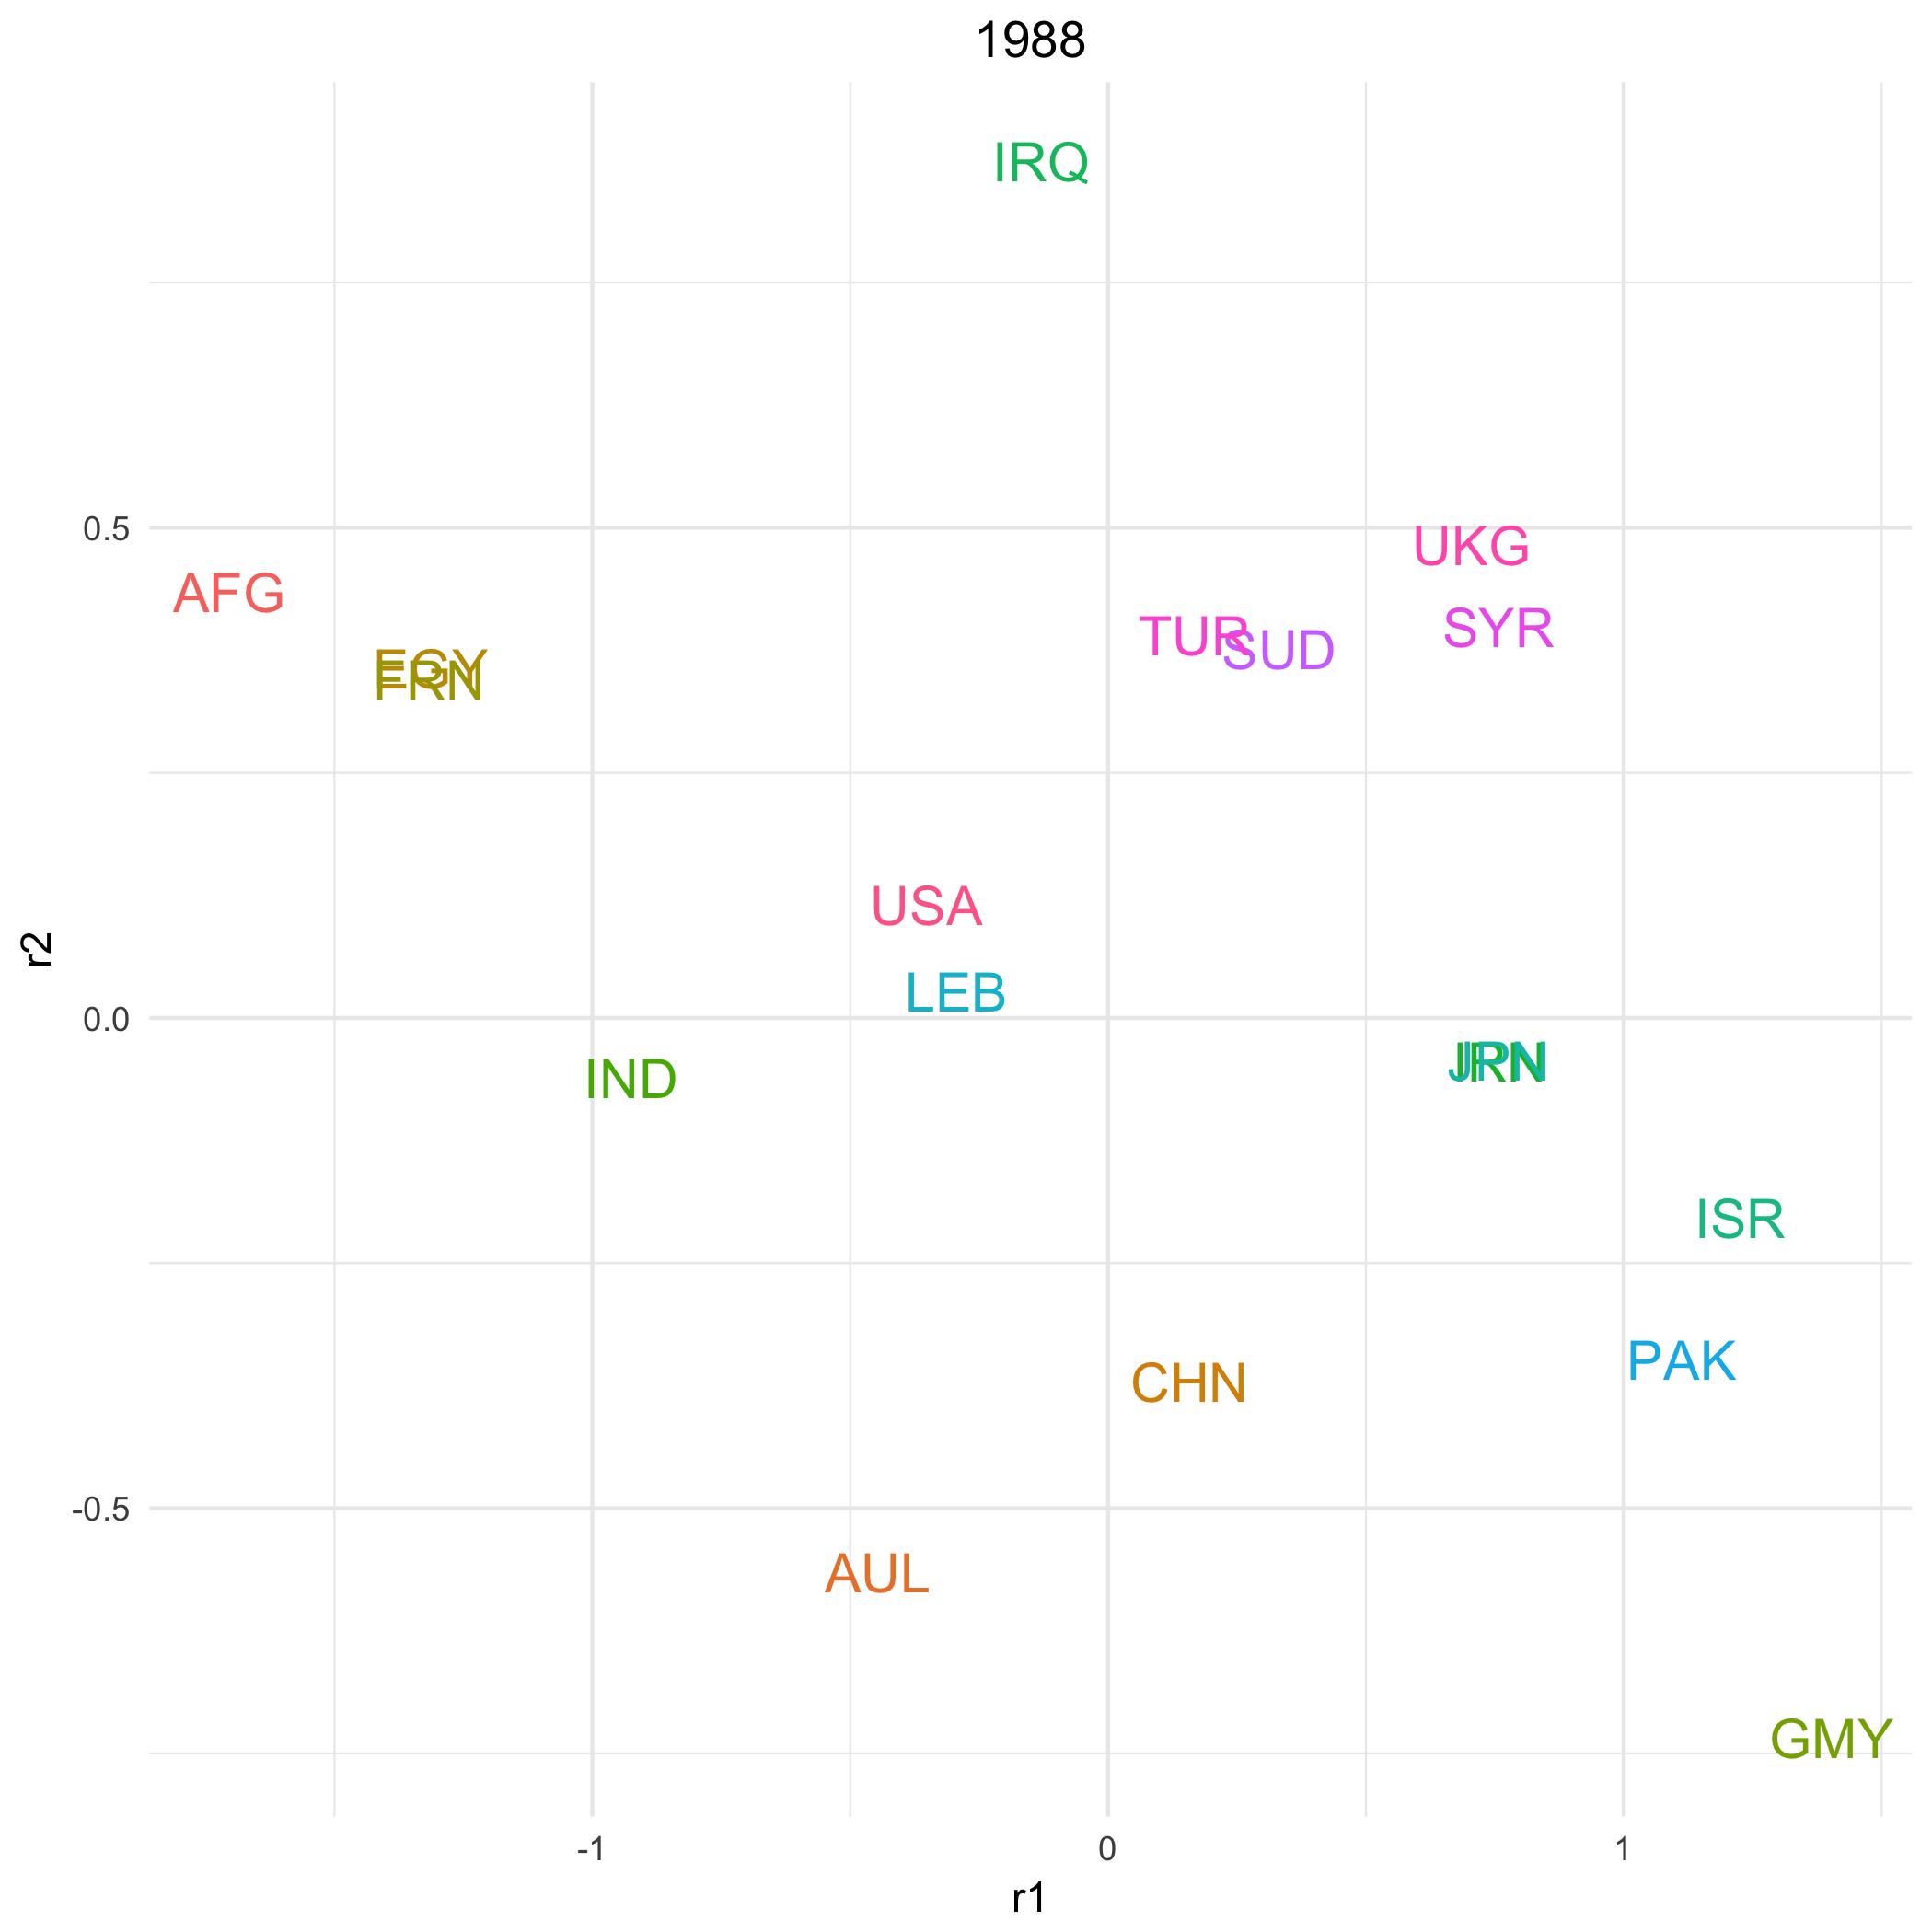 1988
IRQ
0.5
UKG
AFG
SYR
TUR
SUD
EGY
FRN
USA
r2
LEB
0.0
IRN
JPN
IND
ISR
PAK
CHN
-0.5
AUL
GMY
-1
0
1
r1